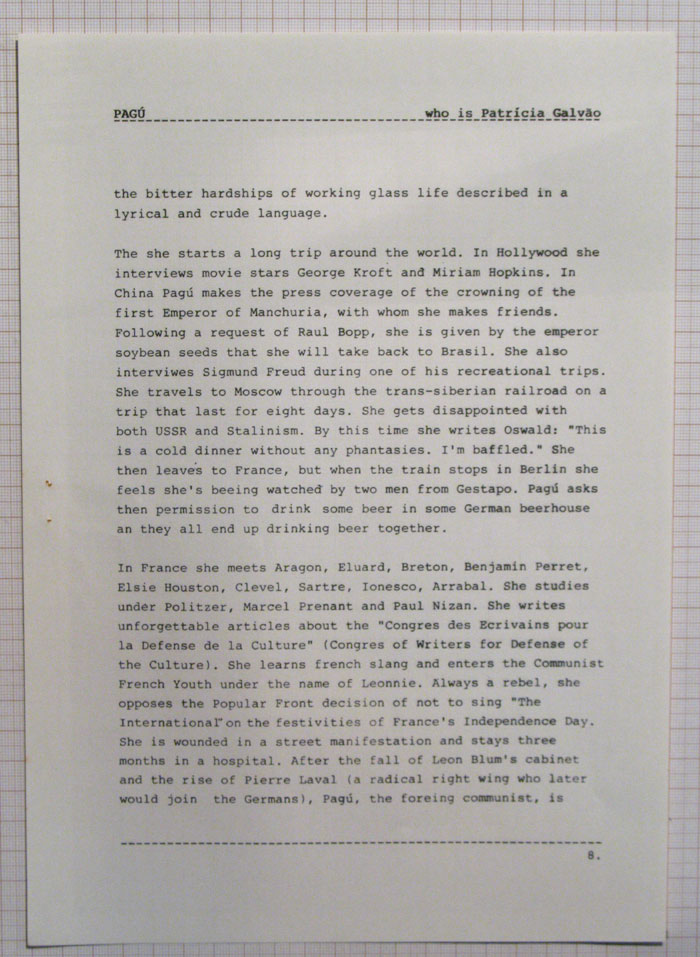 PAGÚ who is Patrícia Galvão
the bitter hardships of working glass life described in a
lyrical and crude language.
The she starts a long trip around the world. In Hollywood she
interviews movie stars George Kroft and Miriam Hopkins. In
China Pagú makes the press coverage of the crowning of the
first Emperor of Manchuria, with whom she makes friends.
Following a request of Raul Bopp, she is given by the emperor
soybean seeds that she will take back to Brasil. She also
interviwes Sigmund Freud during one of his recreational trips.
She travels to Moscow through the trans-siberian railroad on a
trip that last for eight days. She gets disappointed with
both USSR and Stalinism. By this time she writes Oswald: "This
is a cold dinner without any phantasies. I'm baffled." She
then leaves to France, but when the train stops in Berlin she
feels she's beeing watched by two men from Gestapo. Pagú asks
then permission to drink some beer in some German beerhouse
an they all end up drinking beer together.
In France she meets Aragon, Eluard, Breton, Benjamin Perret,
Elsie Houston, Clevel, Sartre, Ionesco, Arrabal. She studies
under Politzer, Marcel Prenant and Paul Nizan. She writes
unforgettable articles about the "Congres des Ecrivains pour
la Defense de la Culture" (Congres of Writers for Defense of
the Culture). She learns french slang and enters the Communist
French Youth under the name of Leonnie. Always a rebel, she
opposes the Popular Front decision of not to sing "The
International" on the festivities of France's Independence Day.
She is wounded in a street manifestation and stays three
months in a hospital. After the fall of Leon Blum's cabinet
and the rise of Pierre Laval (a radical right wing who later
would join the Germans), Pagú, the foreing communist, is
8.